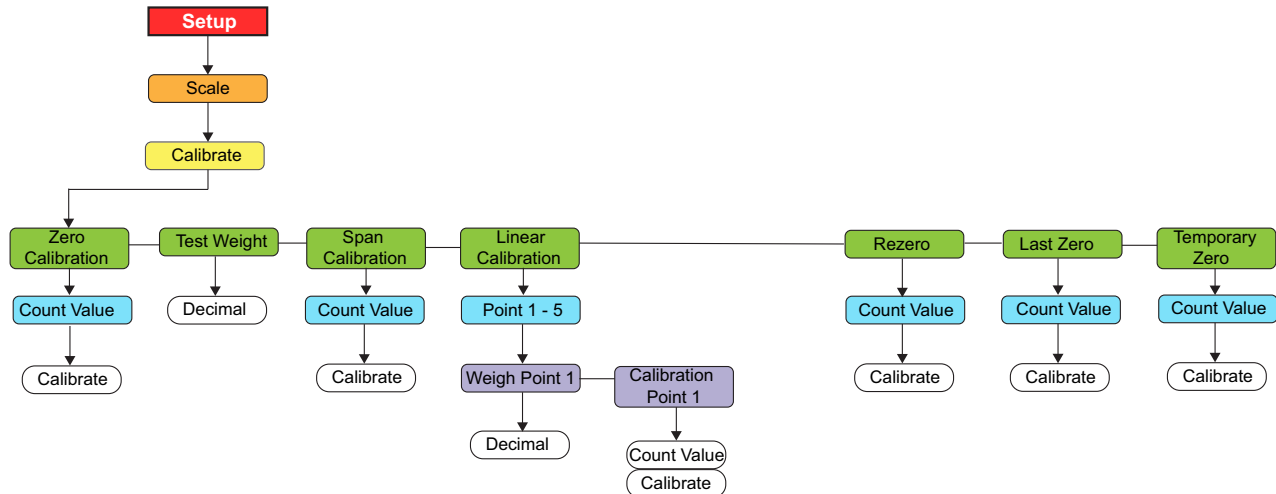 Setup
Scale
Calibrate
Zero
Calibration
Test Weight
Span
Calibration
Linear
Calibration
Rezero
Last Zero
Temporary
Zero
Count Value
Decimal
Count Value
Point 1 - 5
Count Value
Count Value
Count Value
Calibrate
Calibrate
Weigh Point 1
Calibration
Point 1
Calibrate
Calibrate
Calibrate
Decimal
Count Value
Calibrate